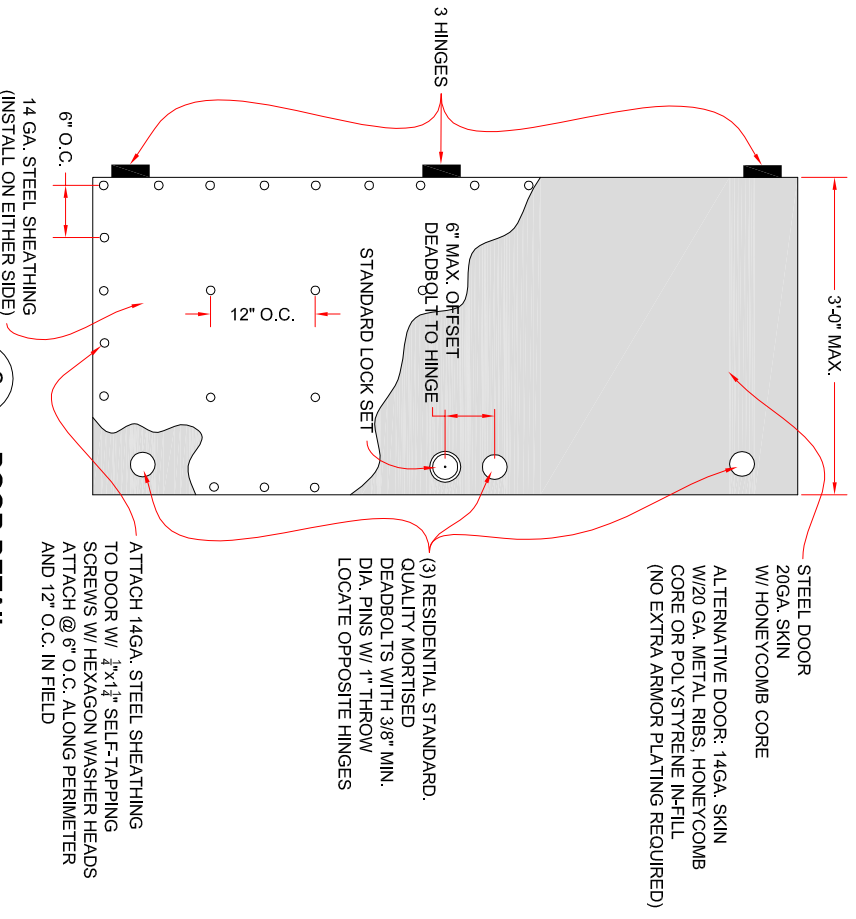 3 HINGES
3'-0" MAX.
6" O.C.
12" O.C.
6" MAX. OFFSET
DEADBOLT TO HINGE
STANDARD LOCK SET
14 GA. STEEL SHEATHING
(INSTALL ON EITHER SIDE)
STEEL DOOR
20GA. SKIN
W/ HONEYCOMB CORE
ALTERNATIVE DOOR: 14GA. SKIN
W/20 GA. METAL RIBS, HONEYCOMB
CORE OR POLYSTYRENE IN-FILL
(NO EXTRA ARMOR PLATING REQUIRED)
(3) RESIDENTIAL STANDARD.
QUALITY MORTISED
DEADBOLTS WITH 3/8" MIN.
DIA. PINS W/ 1" THROW
LOCATE OPPOSITE HINGES
ATTACH 14GA. STEEL SHEATHING
TO DOOR W/ 1/4"x1 1/4" SELF-TAPPING
SCREWS W/ HEXAGON WASHER HEADS
ATTACH @ 6" O.C. ALONG PERIMETER
AND 12" O.C. IN FIELD
DOOR DETAIL